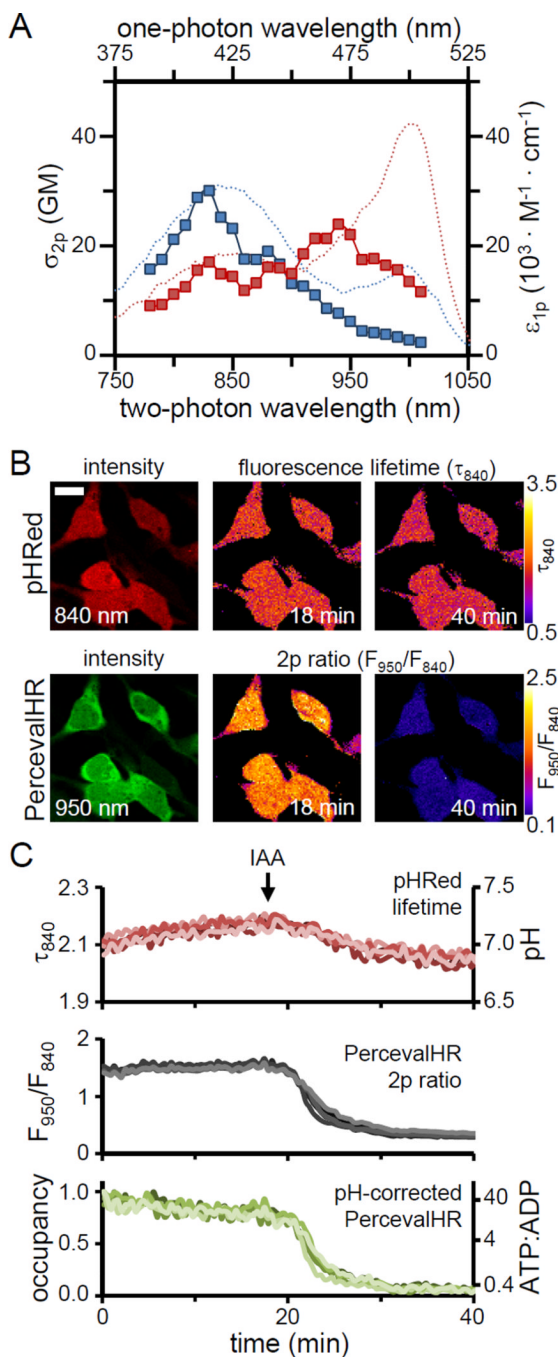 A
one-photon wavelength (nm)
375 425 475 525
40 20 0
σ2p (GM)
40 20 0
ε1p (10³ · M⁻¹ · cm⁻¹)
750 850 950 1050
two-photon wavelength (nm)
B
intensity fluorescence lifetime (τ840)
pHRed
840 nm 18 min 40 min
3.5
τ840
0.5
intensity 2p ratio (F950/F840)
PercevalHR
950 nm 18 min 40 min
2.5
F950/F840
0.1
C
IAA
2.3 2.1 1.9
τ840
pHRed
lifetime
7.5 7.0 6.5
pH
2 1 0
F950/F840
PercevalHR
2p ratio
1.0 0.5 0.0
occupancy
pH-corrected
PercevalHR
40 4 0.4
ATP:ADP
0 20 40
time (min)